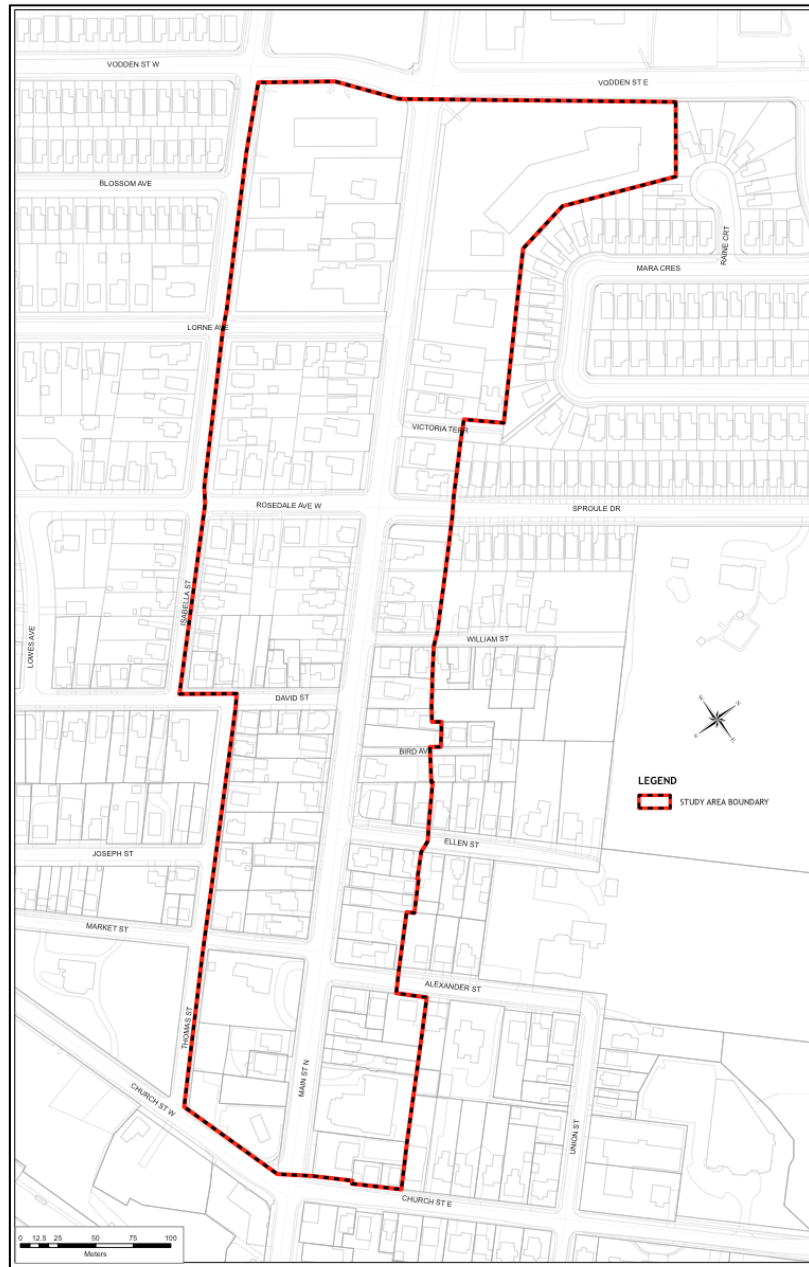 VODDEN ST W
VODDEN ST E
BLOSSOM AVE
RAINE CRT
MARA CRES
LORNE AVE
VICTORIA TERR
ROSEDALE AVE W
SPROULE DR
ISABELLA ST
LOWES AVE
WILLIAM ST
DAVID ST
W
N
S
E
BIRD AVE
LEGEND
STUDY AREA BOUNDARY
ELLEN ST
JOSEPH ST
MARKET ST
ALEXANDER ST
THOMAS ST
MAIN ST N
CHURCH ST W
UNION ST
CHURCH ST E
0 12.5 25 50 75 100
Meters